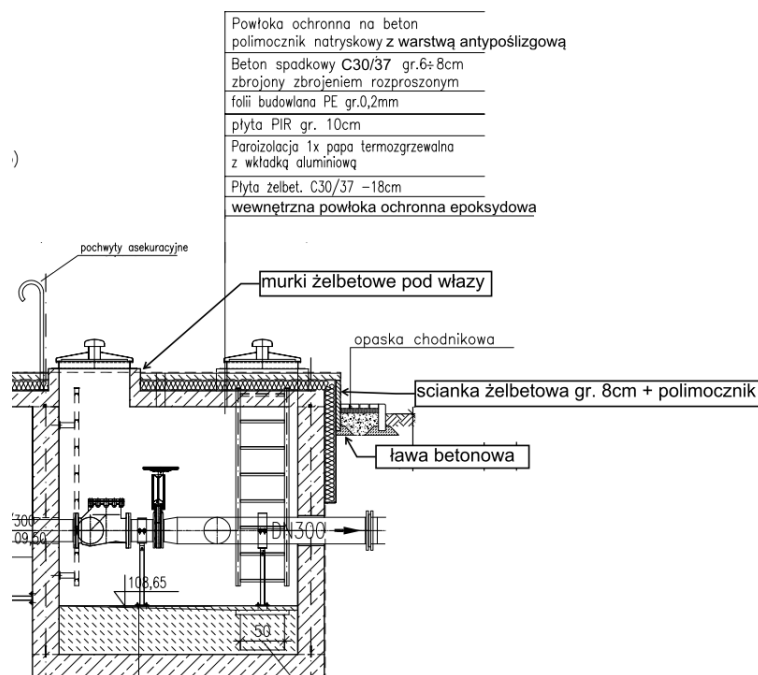 Powłoka ochronna na beton
polimocznik natryskowy z warstwą antypoślizgową
Beton spadkowy C30/37 gr.6÷8cm
zbrojony zbrojeniem rozproszonym
folii budowlana PE gr.0,2mm
płyta PIR gr. 10cm
Paroizolacja 1x papa termozgrzewalna
z wkładką aluminiową
Płyta żelbet. C30/37 -18cm
wewnętrzna powłoka ochronna epoksydowa
)
pochwyty asekuracyjne
murki żelbetowe pod włazy
opaska chodnikowa
scianka żelbetowa gr. 8cm + polimocznik
ława betonowa
/300
09,50
DN300
108,65
50